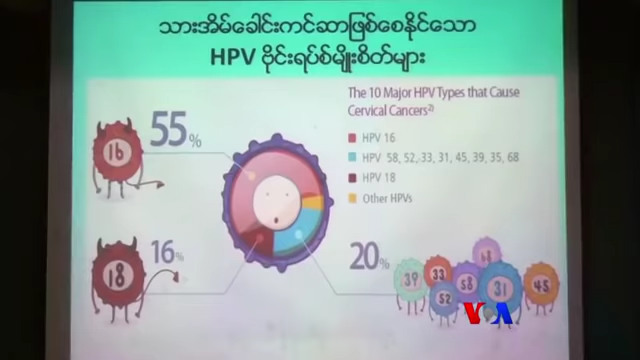 သားအိမ်ခေါင်းကင်ဆာဖြစ်စေနိုင်သော
HPV ဗိုင်းရပ်စ်မျိုးစိတ်များ
The 10 Major HPV Types that Cause
Cervical Cancers²⁾
HPV 16
HPV 58, 52, 33, 31, 45, 39, 35, 68
HPV 18
Other HPVs
55%
16
16%
18
20%
39
33
68
58
52
31
45
VOA